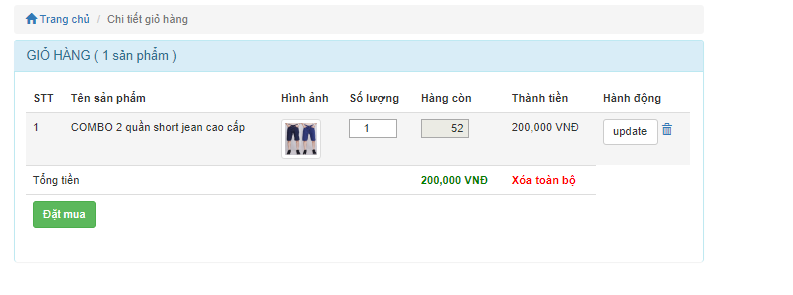 Trang chủ / Chi tiết giỏ hàng
GIỎ HÀNG ( 1 sản phẩm )
STT Tên sản phẩm Hình ảnh Số lượng Hàng còn Thành tiền Hành động
1 COMBO 2 quần short jean cao cấp 1 52 200,000 VNĐ update
Tổng tiền 200,000 VNĐ Xóa toàn bộ
Đặt mua